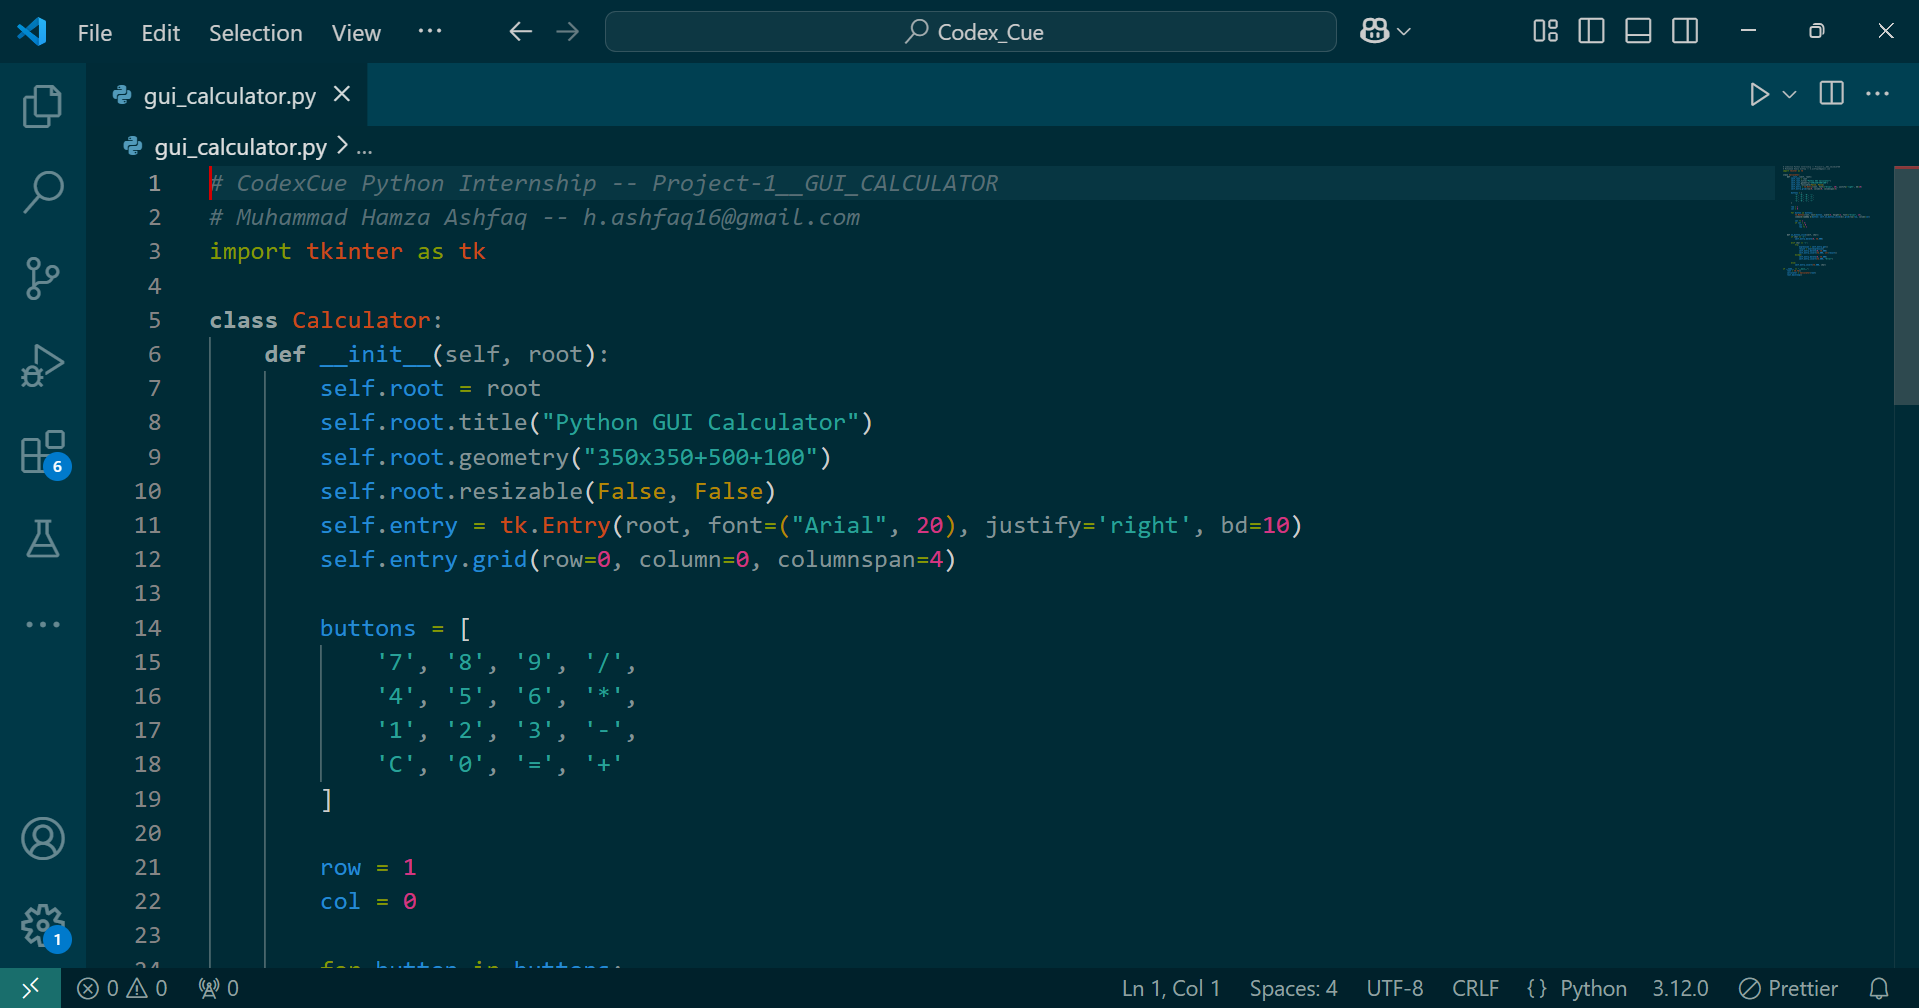 File Edit Selection View ··· Codex_Cue
gui_calculator.py
gui_calculator.py > ...
1 # CodexCue Python Internship -- Project-1__GUI_CALCULATOR
2 # Muhammad Hamza Ashfaq -- h.ashfaq16@gmail.com
3 import tkinter as tk
4
5 class Calculator:
6 def __init__(self, root):
7 self.root = root
8 self.root.title("Python GUI Calculator")
9 self.root.geometry("350x350+500+100")
10 self.root.resizable(False, False)
11 self.entry = tk.Entry(root, font=("Arial", 20), justify='right', bd=10)
12 self.entry.grid(row=0, column=0, columnspan=4)
13
14 buttons = [
15 '7', '8', '9', '/',
16 '4', '5', '6', '*',
17 '1', '2', '3', '-',
18 'C', '0', '=', '+'
19 ]
20
21 row = 1
22 col = 0
23
24 for button in buttons:
6
1
0 0 0 Ln 1, Col 1 Spaces: 4 UTF-8 CRLF {} Python 3.12.0 Prettier